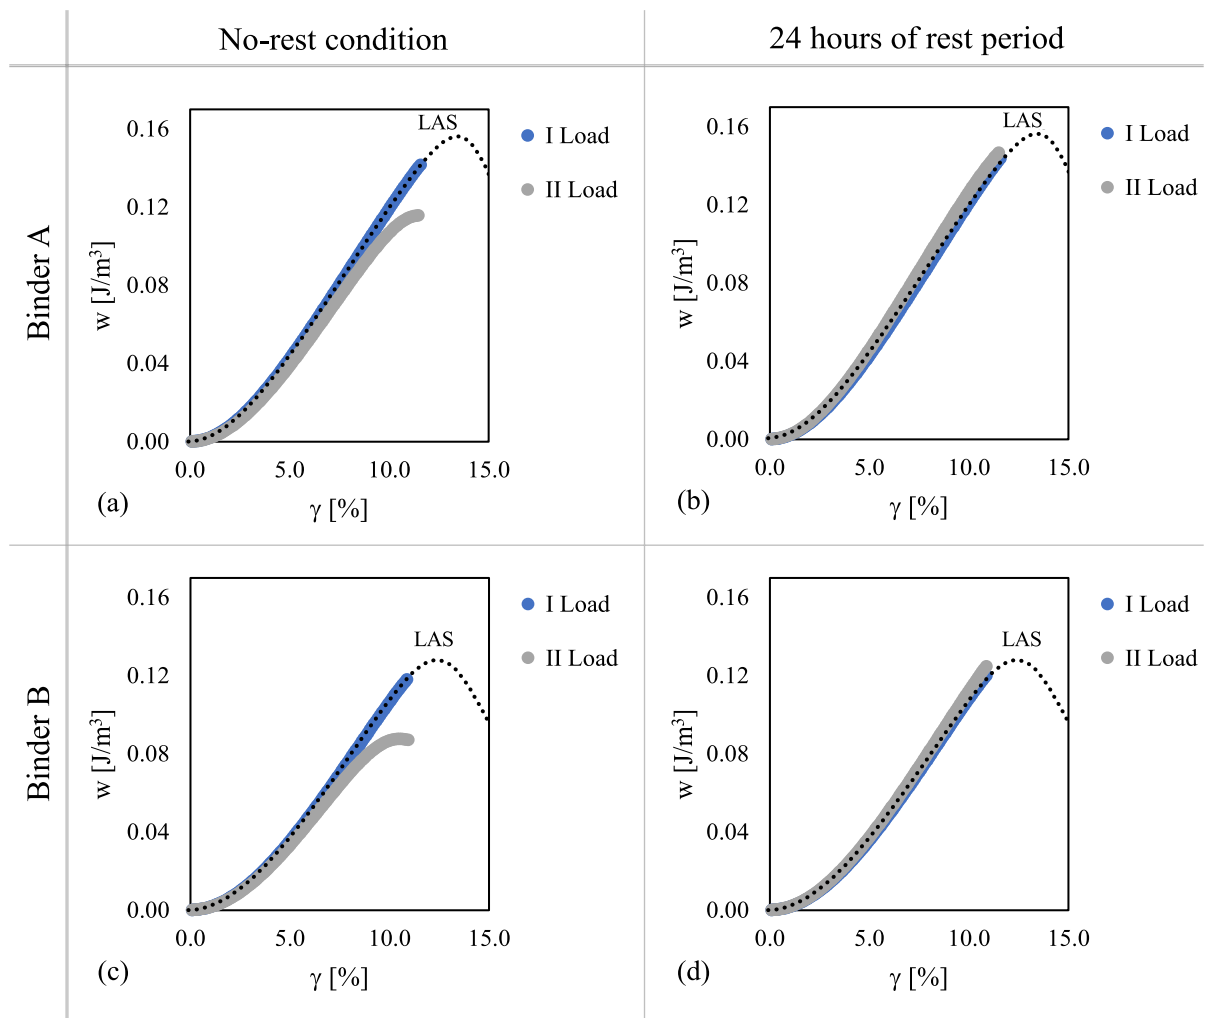 No-rest condition
24 hours of rest period
Binder A
w [J/m³]
0.16
0.12
0.08
0.04
0.00
LAS
I Load
II Load
0.0 5.0 10.0 15.0
(a)
γ [%]
w [J/m³]
0.16
0.12
0.08
0.04
0.00
LAS
I Load
II Load
0.0 5.0 10.0 15.0
(b)
γ [%]
Binder B
w [J/m³]
0.16
0.12
0.08
0.04
0.00
LAS
I Load
II Load
0.0 5.0 10.0 15.0
(c)
γ [%]
w [J/m³]
0.16
0.12
0.08
0.04
0.00
LAS
I Load
II Load
0.0 5.0 10.0 15.0
(d)
γ [%]